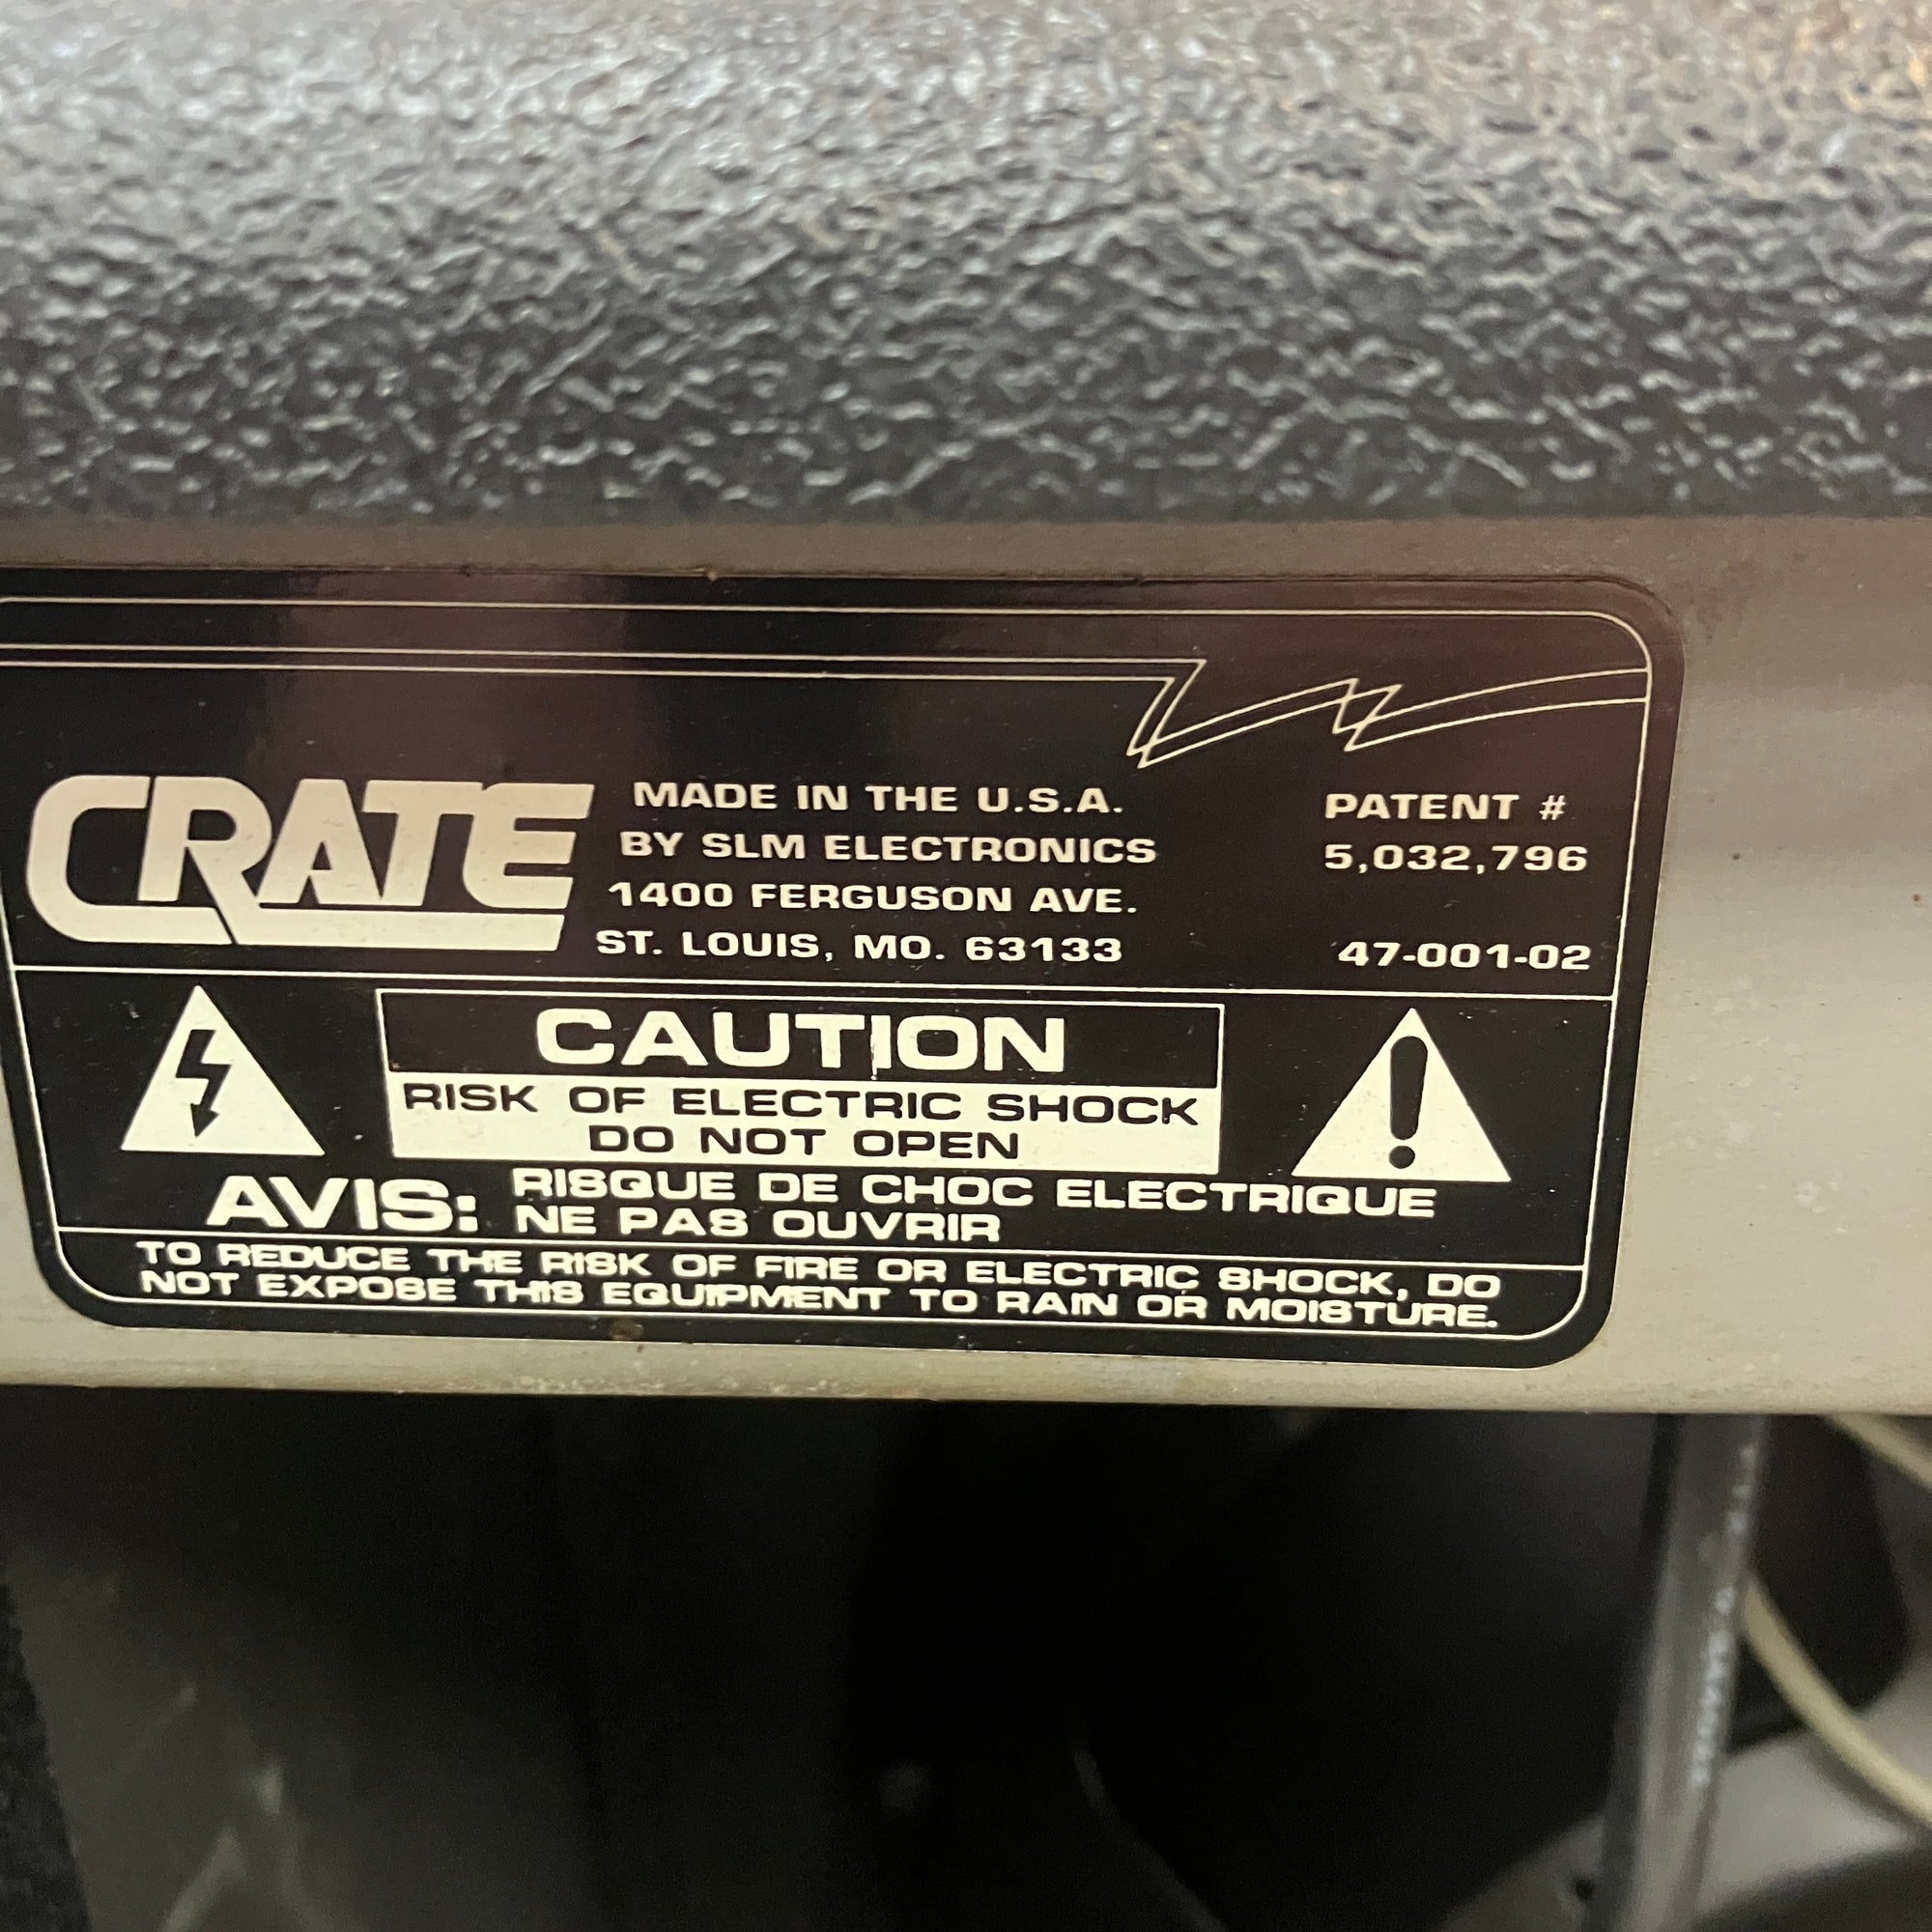 CRATE
MADE IN THE U.S.A.
BY SLM ELECTRONICS
1400 FERGUSON AVE.
ST. LOUIS, MO. 63133
PATENT #
5,032,796
47-001-02
CAUTION
RISK OF ELECTRIC SHOCK
DO NOT OPEN
AVIS: RISQUE DE CHOC ELECTRIQUE
NE PAS OUVRIR
TO REDUCE THE RISK OF FIRE OR ELECTRIC SHOCK, DO
NOT EXPOSE THIS EQUIPMENT TO RAIN OR MOISTURE.